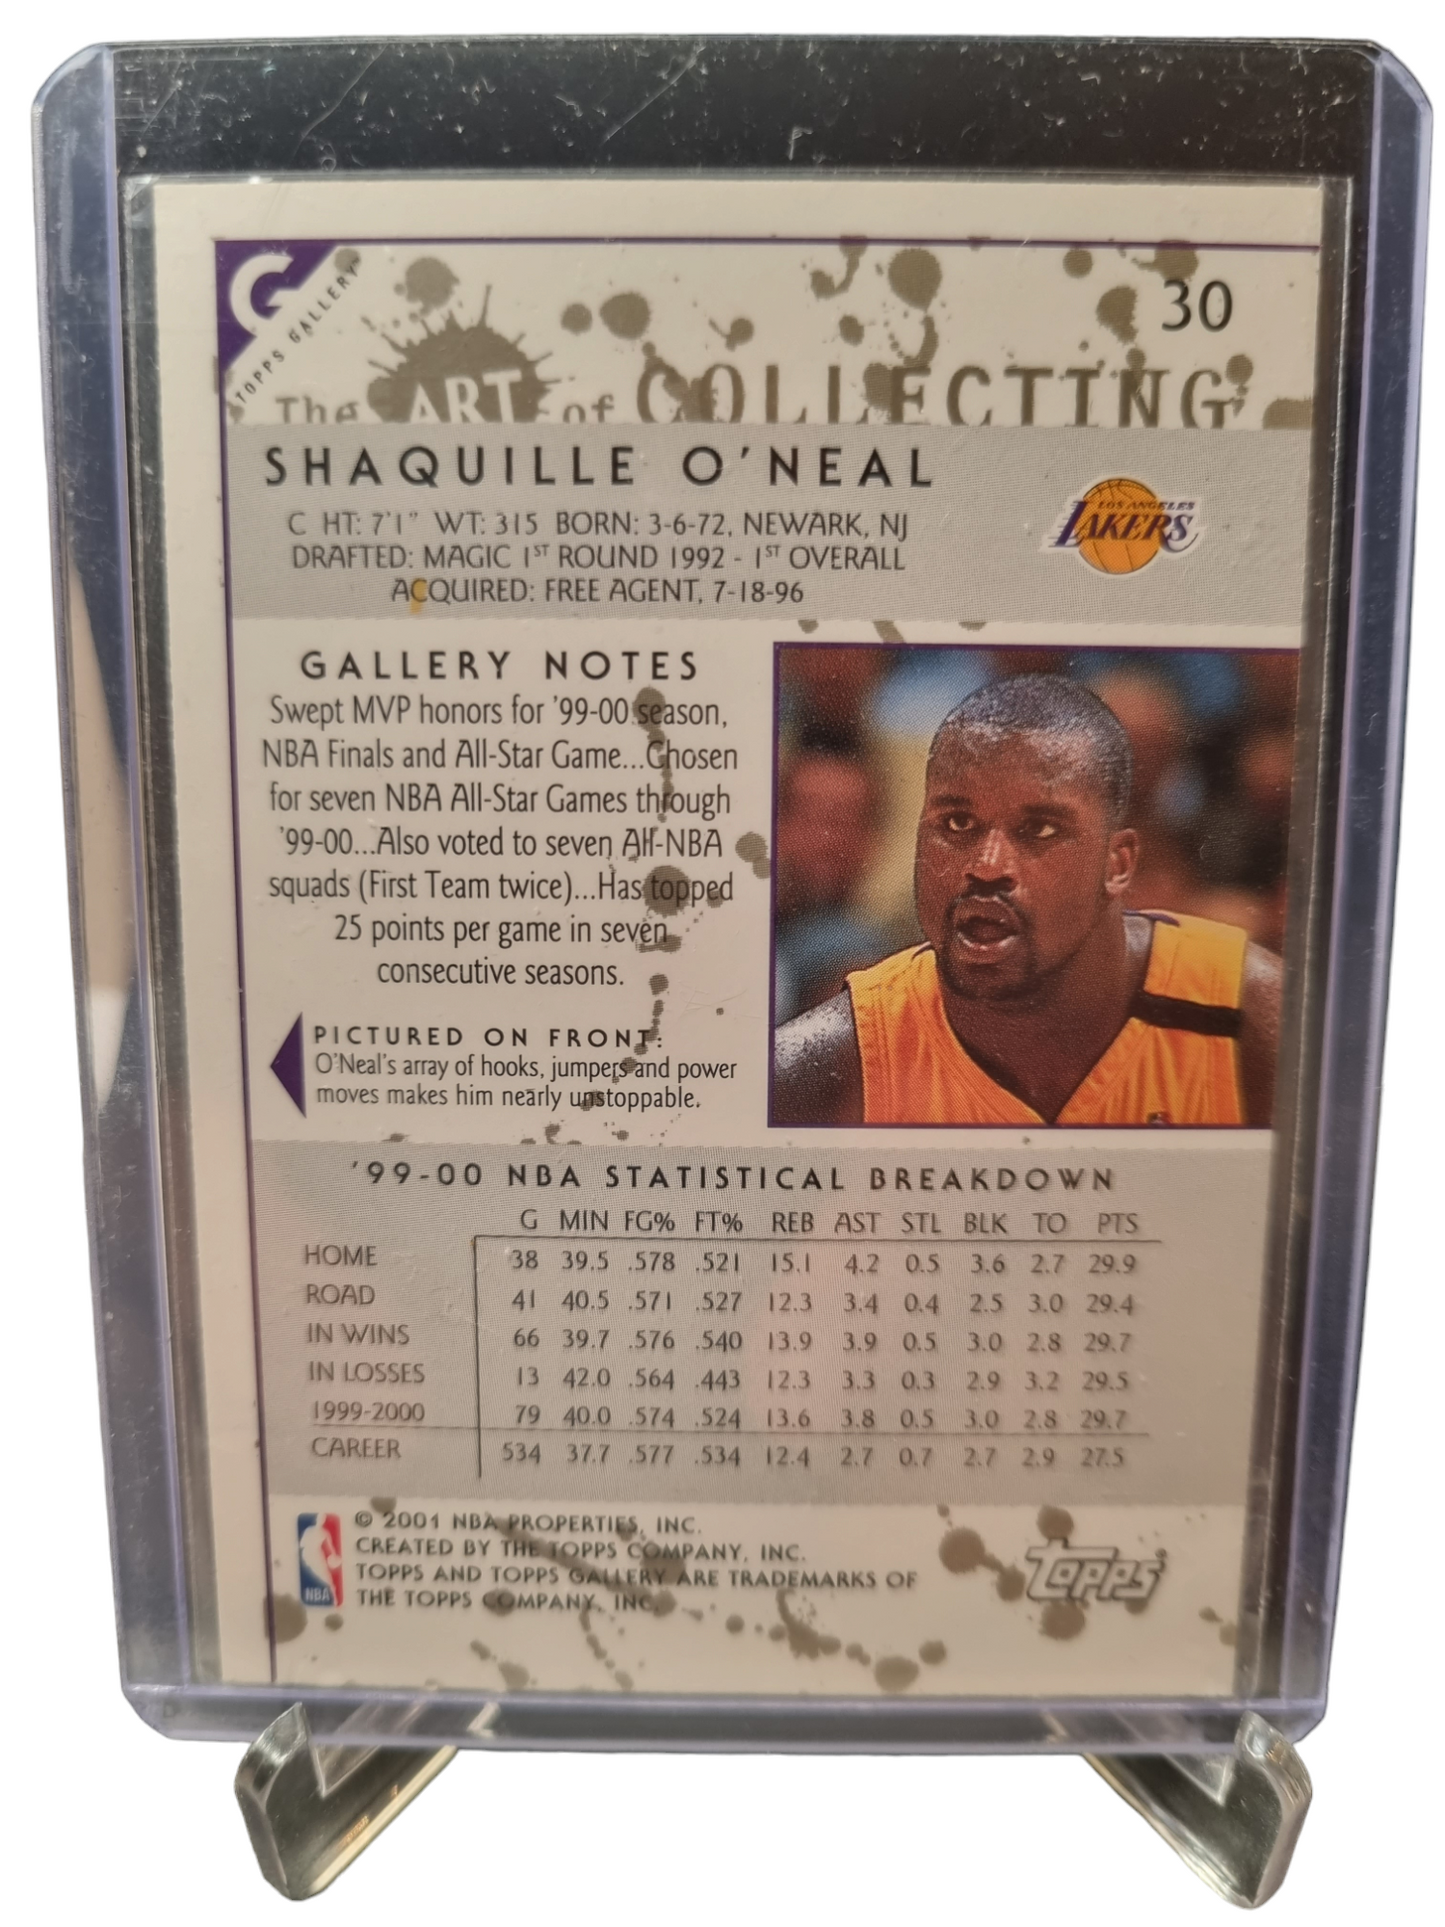 G
TOPPS GALLERY
30
The ART of COLLECTING
SHAQUILLE O'NEAL
C HT: 7'1" WT: 315 BORN: 3-6-72, NEWARK, NJ
DRAFTED: MAGIC 1ST ROUND 1992 - 1ST OVERALL
ACQUIRED: FREE AGENT, 7-18-96
LOS ANGELES
LAKERS
GALLERY NOTES
Swept MVP honors for '99-00 season,
NBA Finals and All-Star Game...Chosen
for seven NBA All-Star Games through
'99-00...Also voted to seven All-NBA
squads (First Team twice)...Has topped
25 points per game in seven
consecutive seasons.
PICTURED ON FRONT:
O'Neal's array of hooks, jumpers and power
moves makes him nearly unstoppable.
'99-00 NBA STATISTICAL BREAKDOWN
G MIN FG% FT% REB AST STL BLK TO PTS
HOME 38 39.5 .578 .521 15.1 4.2 0.5 3.6 2.7 29.9
ROAD 41 40.5 .571 .527 12.3 3.4 0.4 2.5 3.0 29.4
IN WINS 66 39.7 .576 .540 13.9 3.9 0.5 3.0 2.8 29.7
IN LOSSES 13 42.0 .564 .443 12.3 3.3 0.3 2.9 3.2 29.5
1999-2000 79 40.0 .574 .524 13.6 3.8 0.5 3.0 2.8 29.7
CAREER 534 37.7 .577 .534 12.4 2.7 0.7 2.7 2.9 27.5
© 2001 NBA PROPERTIES, INC.
CREATED BY THE TOPPS COMPANY, INC.
TOPPS AND TOPPS GALLERY ARE TRADEMARKS OF
THE TOPPS COMPANY, INC.
NBA
TOPPS®